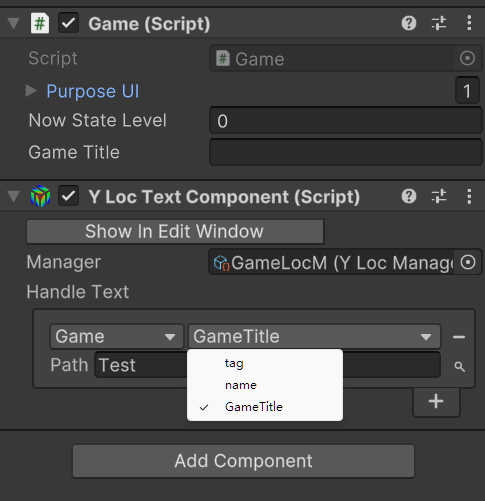 Game (Script)
Script
Game
Purpose UI
1
Now State Level
0
Game Title
Y Loc Text Component (Script)
Show In Edit Window
Manager
GameLocM (Y Loc Manage
Handle Text
Game
GameTitle
Path
Test
tag
name
GameTitle
Add Component